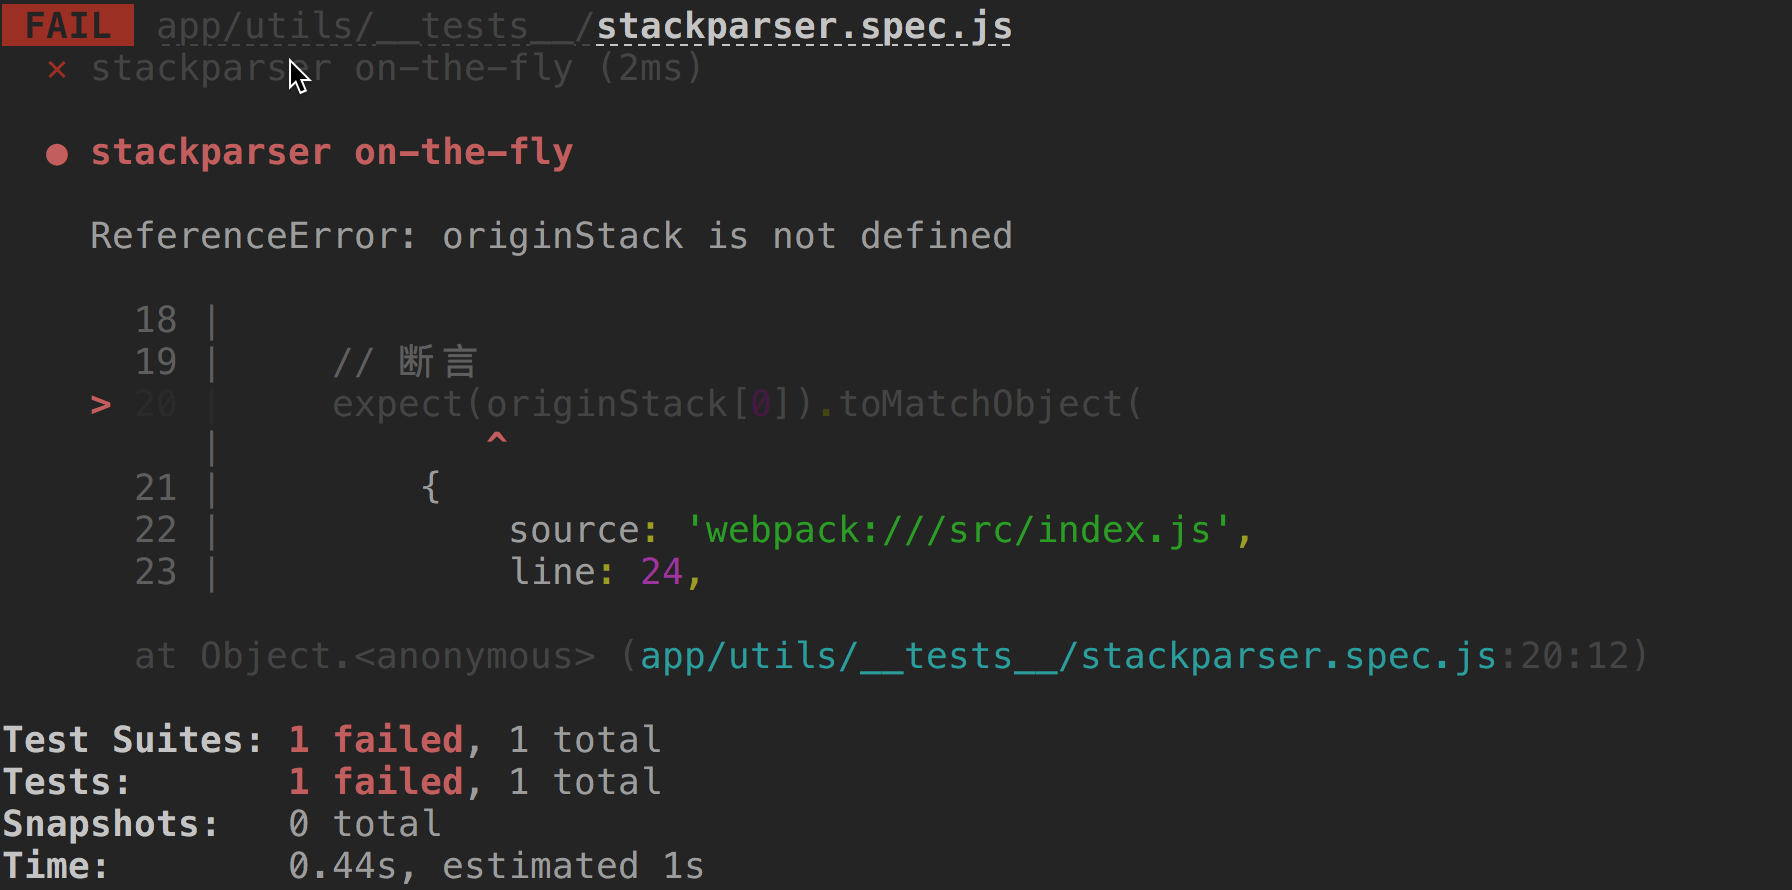 FAIL app/utils/__tests__/stackparser.spec.js
✕ stackparser on-the-fly (2ms)
● stackparser on-the-fly
ReferenceError: originStack is not defined
18 |
19 | // 断言
> 20 | expect(originStack[0]).toMatchObject(
| ^
21 | {
22 | source: 'webpack:///src/index.js',
23 | line: 24,
at Object.<anonymous> (app/utils/__tests__/stackparser.spec.js:20:12)
Test Suites: 1 failed, 1 total
Tests: 1 failed, 1 total
Snapshots: 0 total
Time: 0.44s, estimated 1s